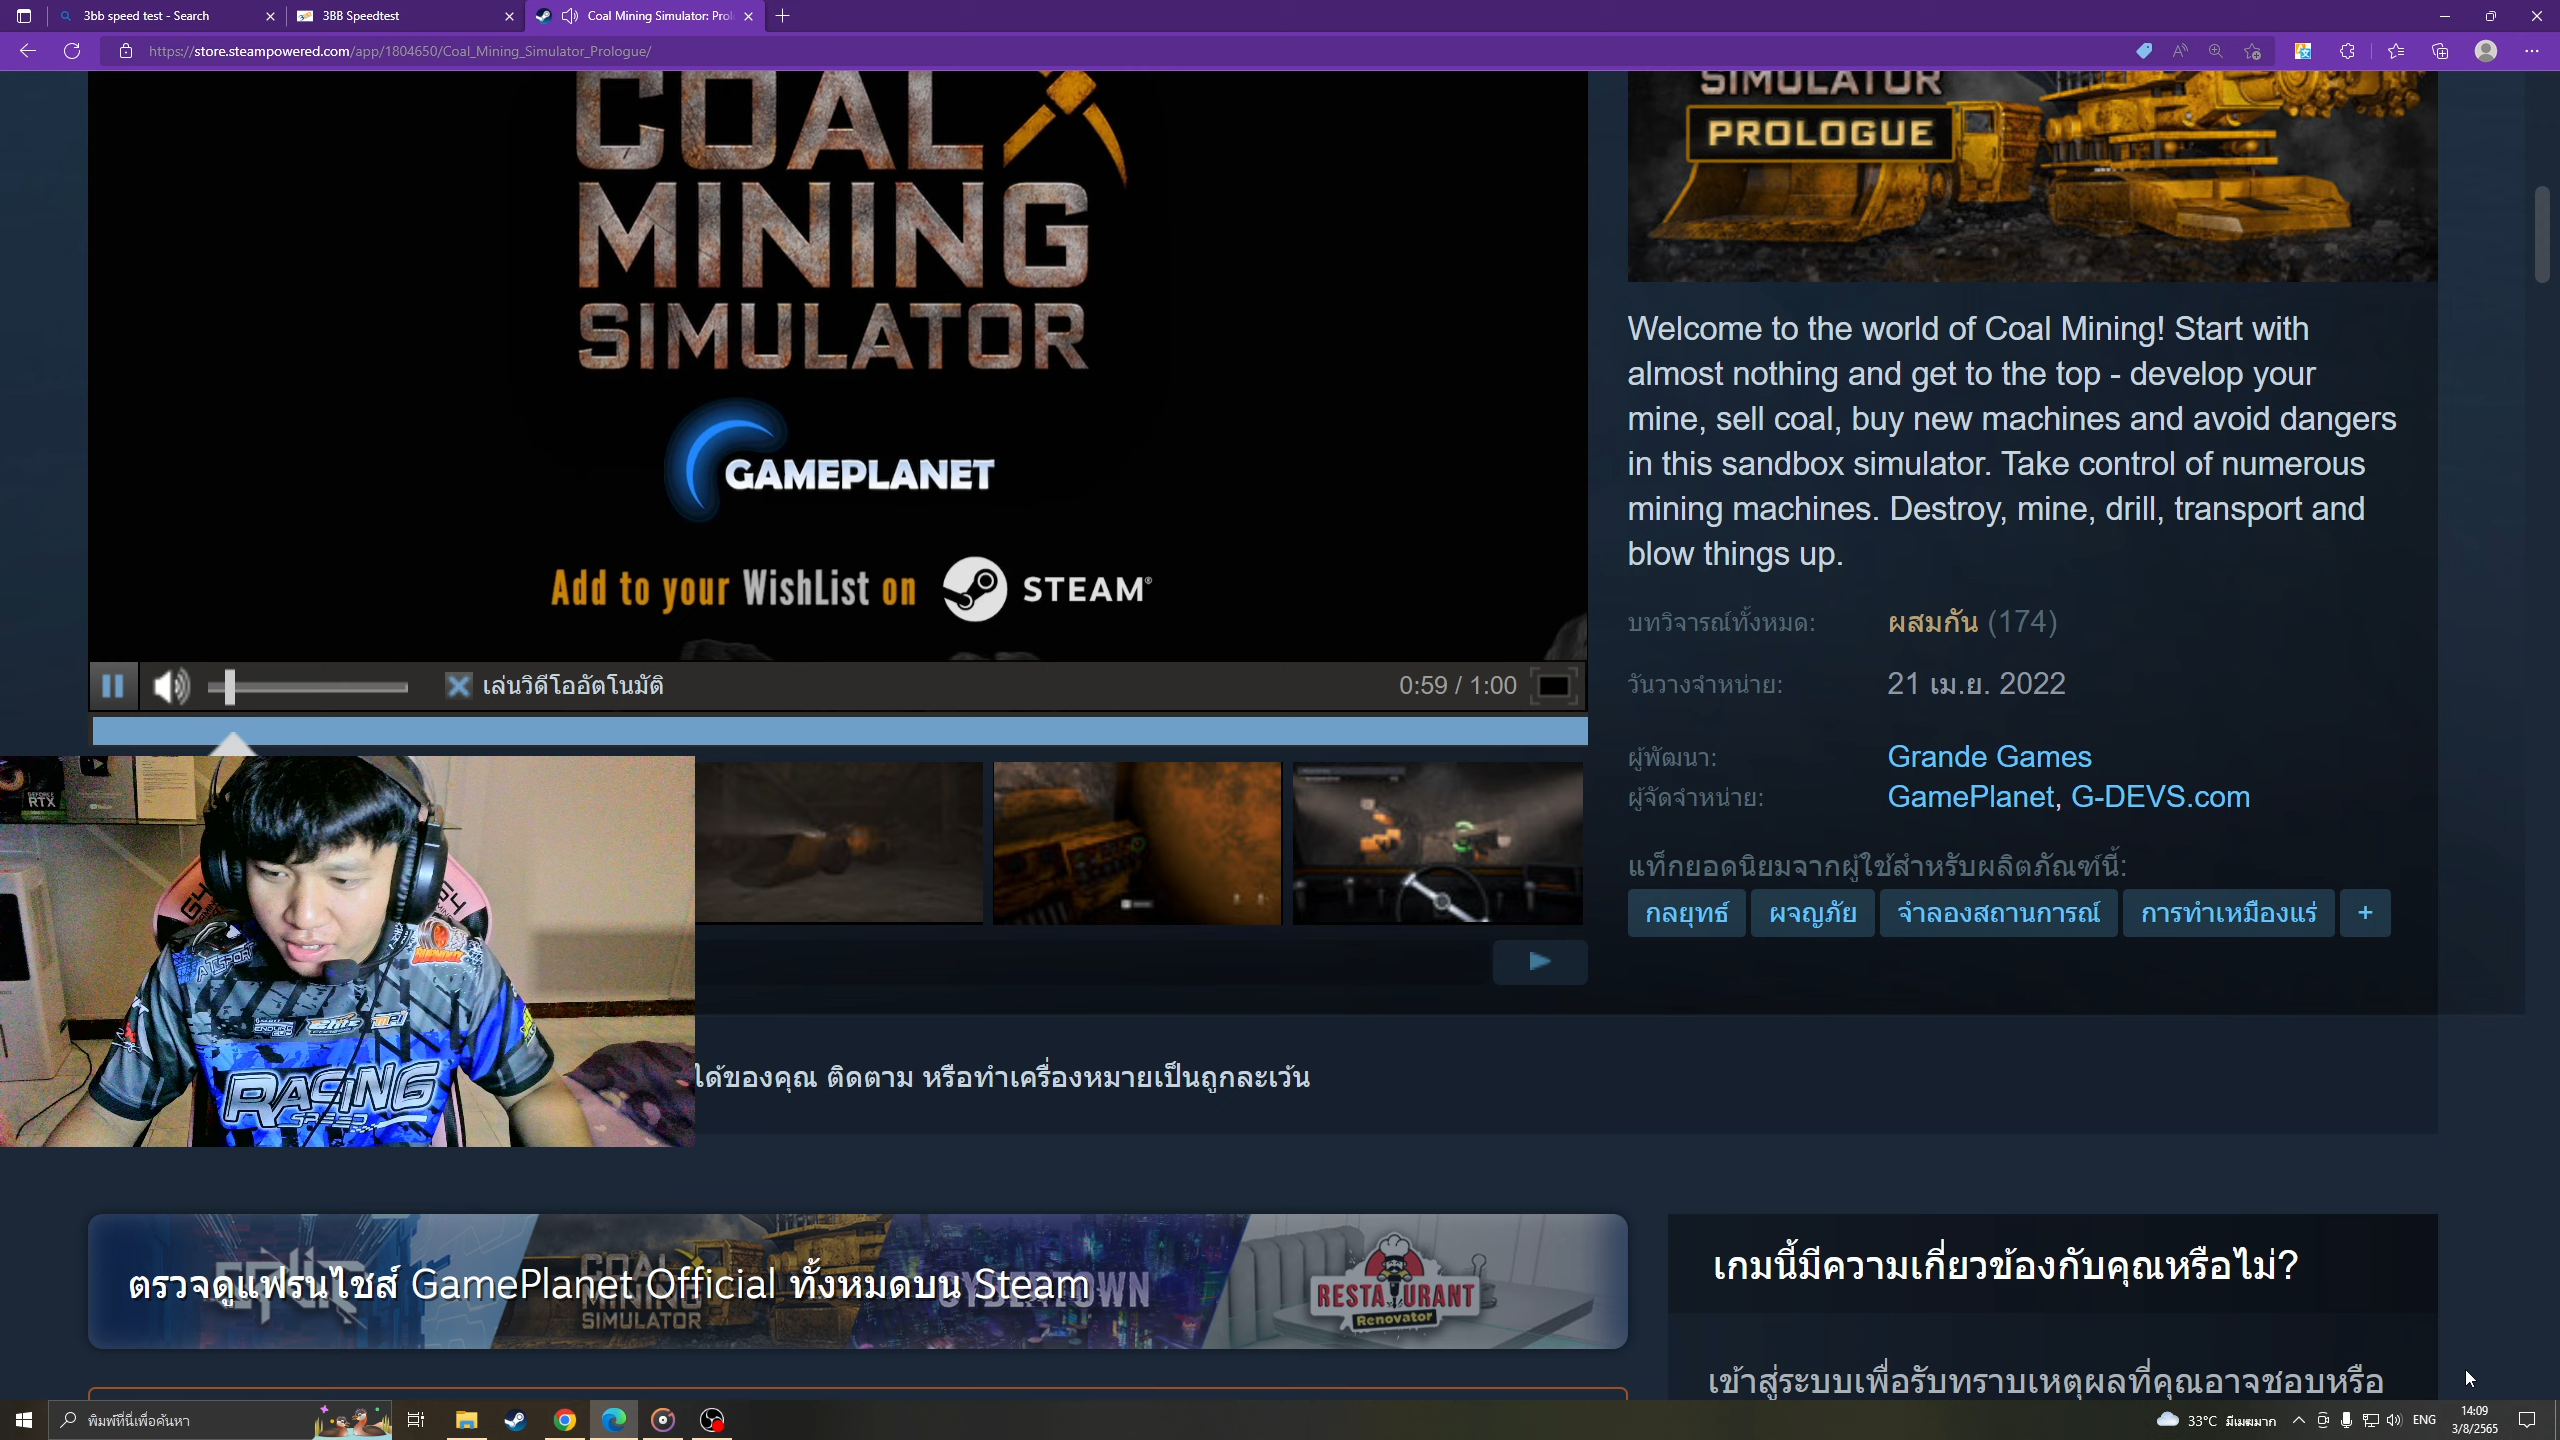 3bb speed test - Search
3BB Speedtest
Coal Mining Simulator: Prol
https://store.steampowered.com/app/1804650/Coal_Mining_Simulator_Prologue/
COAL
MINING
SIMULATOR
GAMEPLANET
Add to your WishList on STEAM®
เล่นวิดีโออัตโนมัติ
0:59 / 1:00
SIMULATOR
PROLOGUE
Welcome to the world of Coal Mining! Start with
almost nothing and get to the top - develop your
mine, sell coal, buy new machines and avoid dangers
in this sandbox simulator. Take control of numerous
mining machines. Destroy, mine, drill, transport and
blow things up.
บทวิจารณ์ทั้งหมด: ผสมกัน (174)
วันวางจำหน่าย: 21 เม.ย. 2022
ผู้พัฒนา: Grande Games
ผู้จัดจำหน่าย: GamePlanet, G-DEVS.com
แท็กยอดนิยมจากผู้ใช้สำหรับผลิตภัณฑ์นี้:
กลยุทธ์ ผจญภัย จำลองสถานการณ์ การทำเหมืองแร่ +
GEFORCE
RTX
RACING
SPEED
ได้ของคุณ ติดตาม หรือทำเครื่องหมายเป็นถูกละเว้น
ตรวจดูแฟรนไชส์ GamePlanet Official ทั้งหมดบน Steam
COAL
MINING
SIMULATOR
CYBERTOWN
RESTAURANT
Renovator
เกมนี้มีความเกี่ยวข้องกับคุณหรือไม่?
เข้าสู่ระบบเพื่อรับทราบเหตุผลที่คุณอาจชอบหรือ
พิมพ์ที่นี่เพื่อค้นหา
33°C มีเมฆมาก
ENG
14:09
3/8/2565